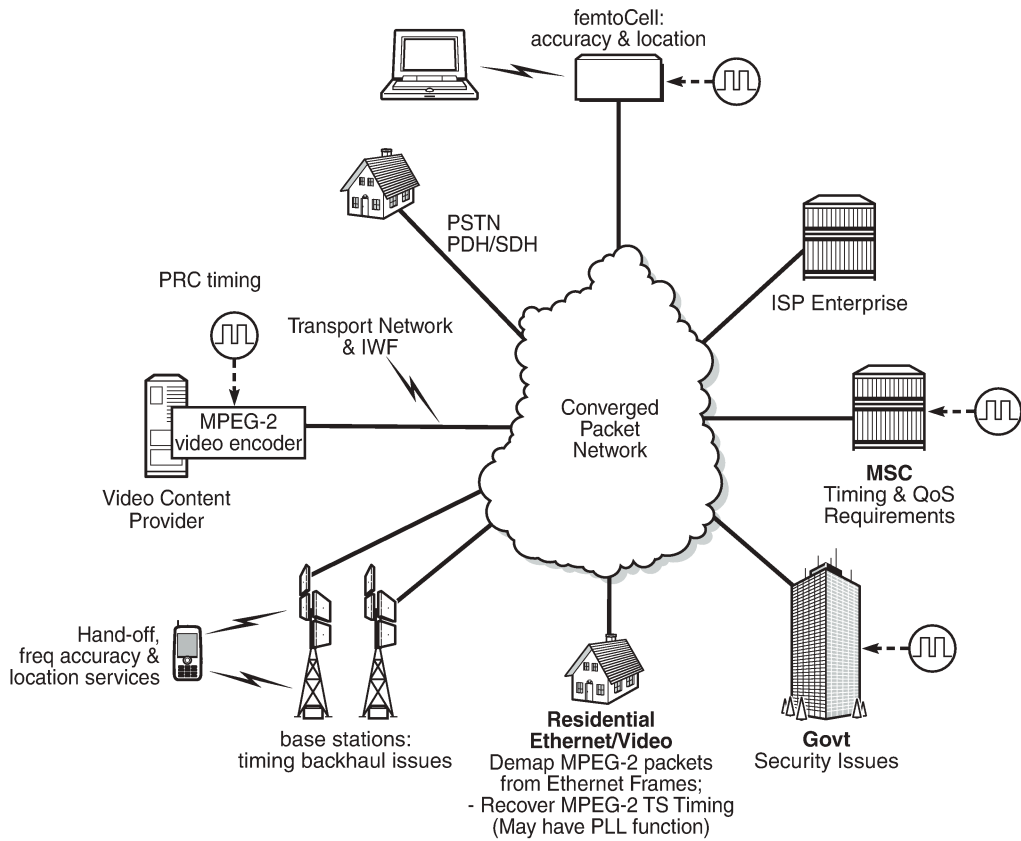 femtoCell:
accuracy & location
PSTN
PDH/SDH
ISP Enterprise
PRC timing
Transport Network
& IWF
MPEG-2
video encoder
Video Content
Provider
Converged
Packet
Network
MSC
Timing & QoS
Requirements
Hand-off,
freq accuracy &
location services
base stations:
timing backhaul issues
Residential
Ethernet/Video
Demap MPEG-2 packets
from Ethernet Frames;
- Recover MPEG-2 TS Timing
(May have PLL function)
Govt
Security Issues